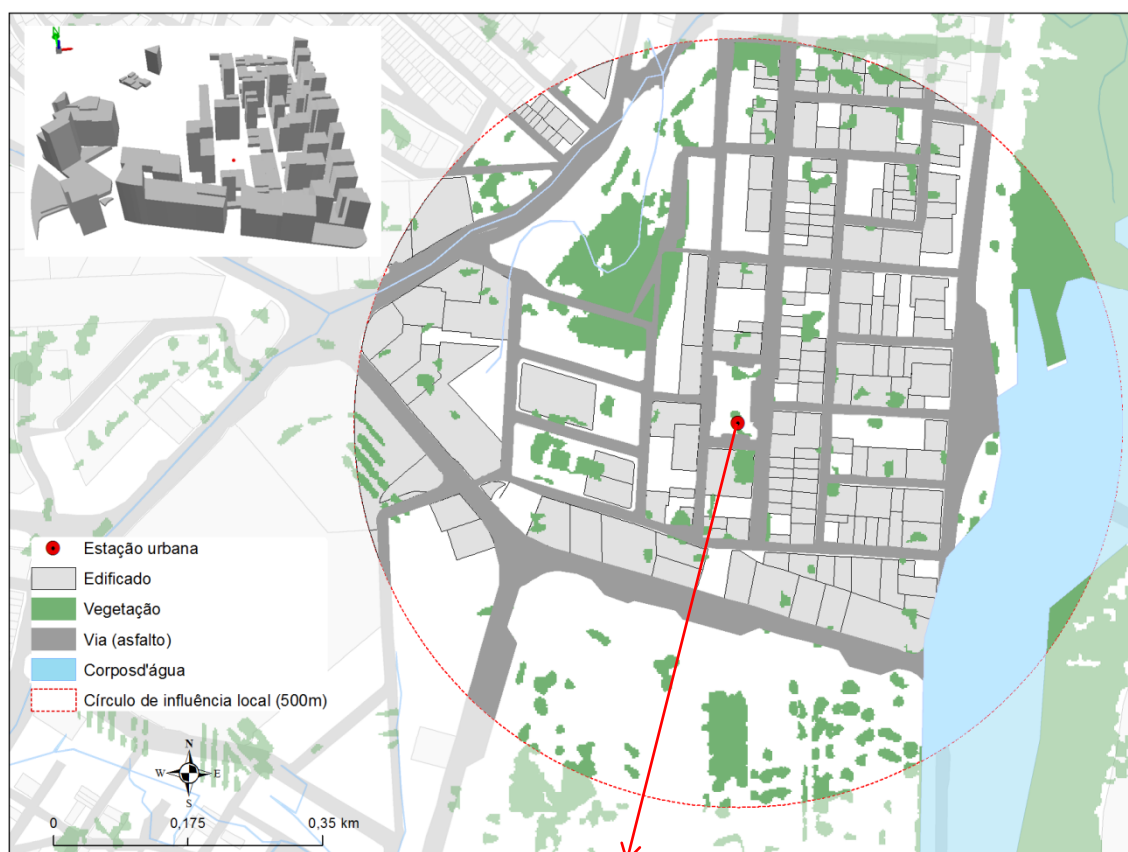 N
Estação urbana
Edificado
Vegetação
Via (asfalto)
Corposd'água
Círculo de influência local (500m)
N
W E
S
0 0,175 0,35 km